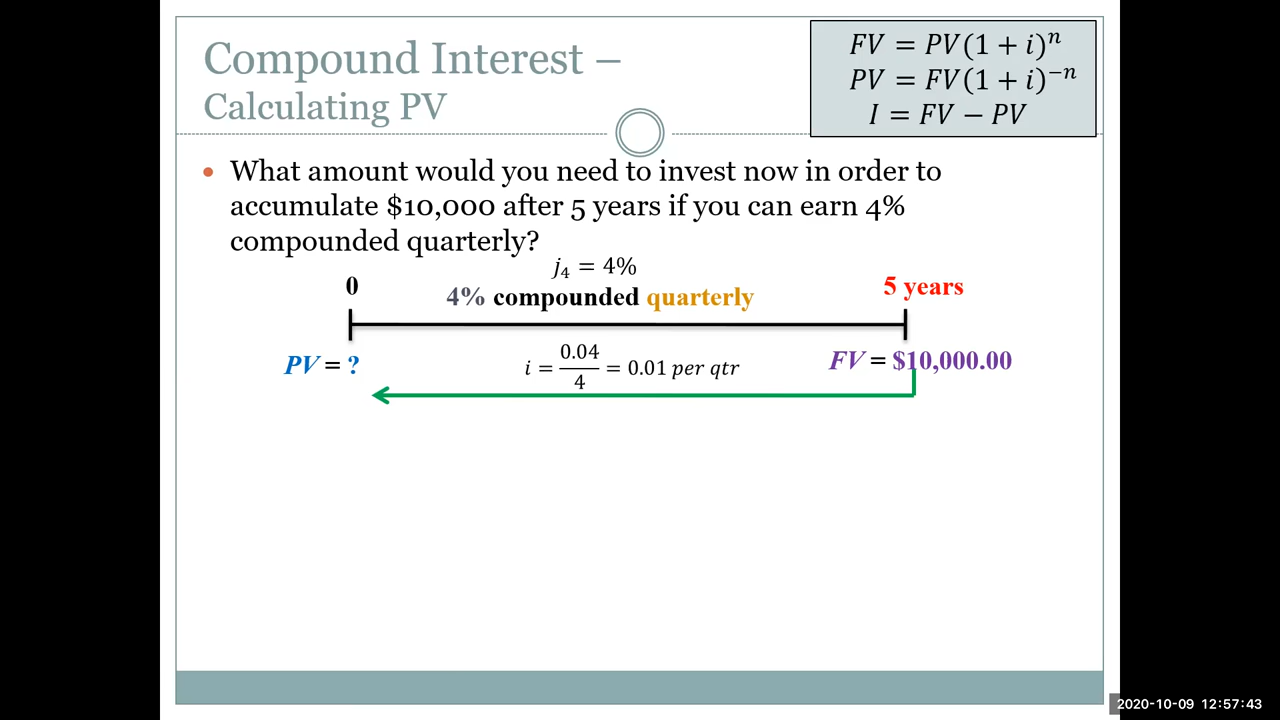 Compound Interest –
Calculating PV
FV = PV(1 + i)^n
PV = FV(1 + i)^−n
I = FV − PV
• What amount would you need to invest now in order to
accumulate $10,000 after 5 years if you can earn 4%
compounded quarterly?
j₄ = 4%
0
4% compounded quarterly
5 years
PV = ?
i = 0.04/4 = 0.01 per qtr
FV = $10,000.00
2020-10-09 12:57:43